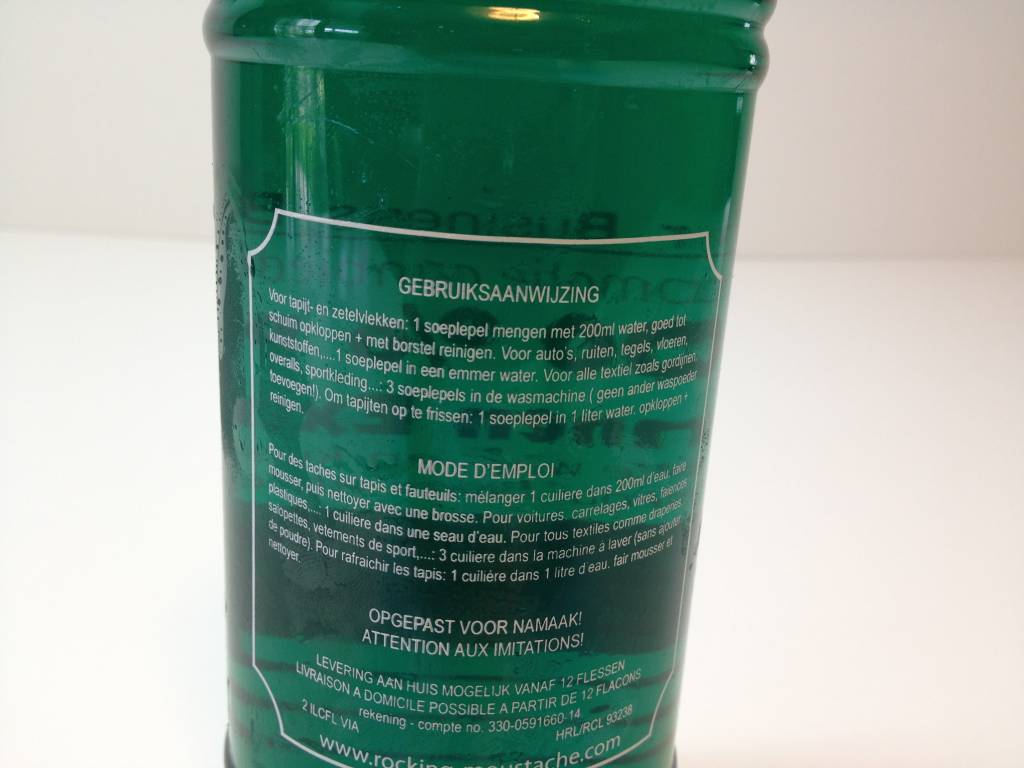 GEBRUIKSAANWIJZING
Voor tapijt- en zetelvlekken: 1 soeplepel mengen met 200ml water, goed tot
schuim opkloppen + met borstel reinigen. Voor auto's, ruiten, tegels, vloeren,
kunststoffen,....1 soeplepel in een emmer water. Voor alle textiel zoals gordijnen,
overalls, sportkleding...: 3 soeplepels in de wasmachine ( geen ander waspoeder
toevoegen!). Om tapijten op te frissen: 1 soeplepel in 1 liter water. opkloppen +
reinigen.
MODE D'EMPLOI
Pour des taches sur tapis et fauteuils: mélanger 1 cuiliere dans 200ml d'eau, faire
mousser, puis nettoyer avec une brosse. Pour voitures. carrelages, vitres, faiences
plastiques,...: 1 cuiliere dans une seau d'eau. Pour tous textiles comme draperies,
salopettes, vetements de sport,...: 3 cuiliere dans la machine à laver (sans ajouter
de poudre). Pour rafraichir les tapis: 1 cuiliére dans 1 litre d'eau. fair mousser et
nettoyer.
OPGEPAST VOOR NAMAAK!
ATTENTION AUX IMITATIONS!
LEVERING AAN HUIS MOGELIJK VANAF 12 FLESSEN
LIVRAISON A DOMICILE POSSIBLE A PARTIR DE 12 FLACONS
rekening - compte no. 330-0591660-14
2 ILCFL VIA HRL/RCL 93238
www.rocking-moustache.com